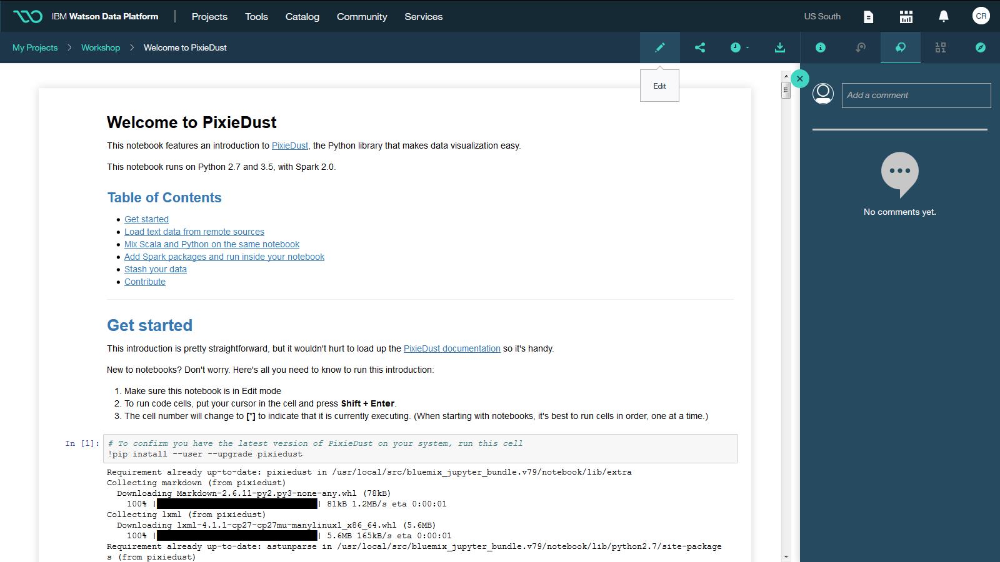 IBM Watson Data Platform
Projects
Tools
Catalog
Community
Services
US South
CR
My Projects > Workshop > Welcome to PixieDust
Edit
Add a comment
No comments yet.
Welcome to PixieDust
This notebook features an introduction to PixieDust, the Python library that makes data visualization easy.
This notebook runs on Python 2.7 and 3.5, with Spark 2.0.
Table of Contents
• Get started
• Load text data from remote sources
• Mix Scala and Python on the same notebook
• Add Spark packages and run inside your notebook
• Stash your data
• Contribute
Get started
This introduction is pretty straightforward, but it wouldn't hurt to load up the PixieDust documentation so it's handy.
New to notebooks? Don't worry. Here's all you need to know to run this introduction:
1. Make sure this notebook is in Edit mode
2. To run code cells, put your cursor in the cell and press Shift + Enter.
3. The cell number will change to [*] to indicate that it is currently executing. (When starting with notebooks, it's best to run cells in order, one at a time.)
In [1]: # To confirm you have the latest version of PixieDust on your system, run this cell
!pip install --user --upgrade pixiedust
Requirement already up-to-date: pixiedust in /usr/local/src/bluemix_jupyter_bundle.v79/notebook/lib/extra
Collecting markdown (from pixiedust)
Downloading Markdown-2.6.11-py2.py3-none-any.whl (78kB)
100% |████████████████████████████████| 81kB 1.2MB/s eta 0:00:01
Collecting lxml (from pixiedust)
Downloading lxml-4.1.1-cp27-cp27mu-manylinux1_x86_64.whl (5.6MB)
100% |████████████████████████████████| 5.6MB 165kB/s eta 0:00:01
Requirement already up-to-date: astunparse in /usr/local/src/bluemix_jupyter_bundle.v79/notebook/lib/python2.7/site-package
s (from pixiedust)